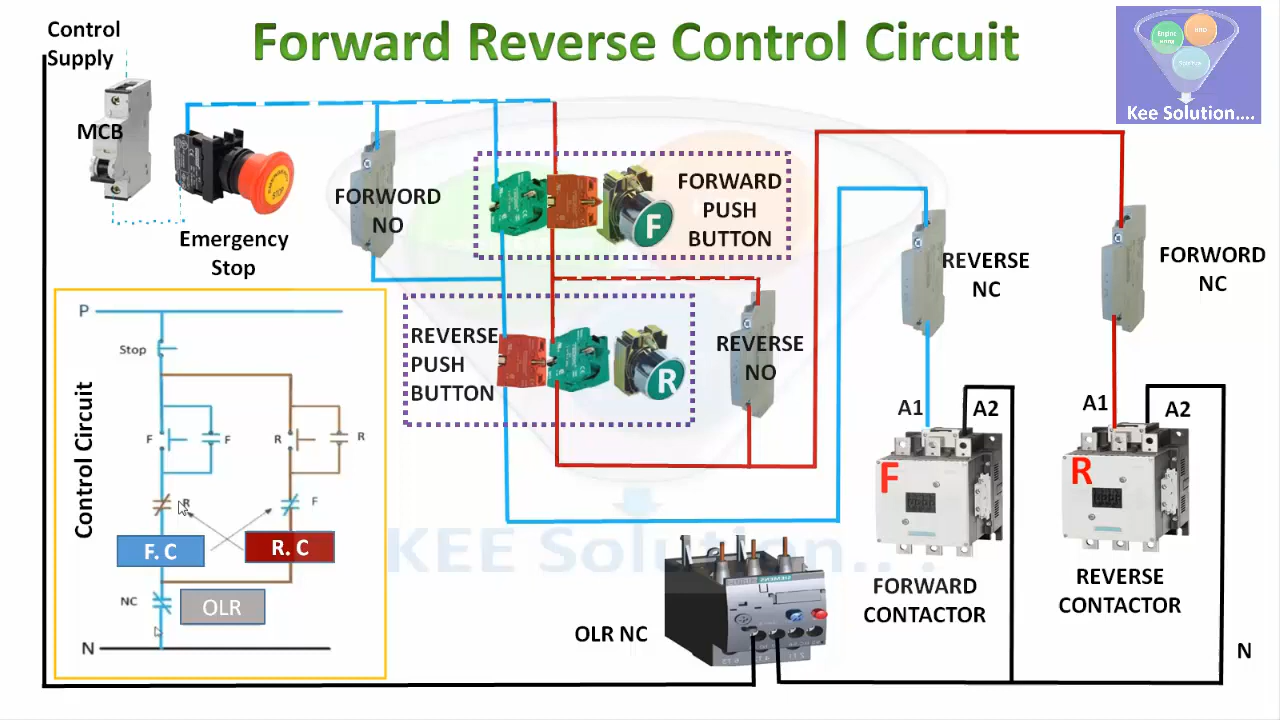 Control
Supply
Forward Reverse Control Circuit
Kee Solution....
MCB
Emergency
Stop
FORWORD
NO
FORWARD
PUSH
BUTTON
F
REVERSE
PUSH
BUTTON
R
REVERSE
NO
REVERSE
NC
FORWORD
NC
A1
A2
A1
A2
F
R
FORWARD
CONTACTOR
REVERSE
CONTACTOR
OLR NC
N
KEE Solution.. .
Control Circuit
P
Stop
F
F
R
R
R
F
F. C
R. C
NC
OLR
N